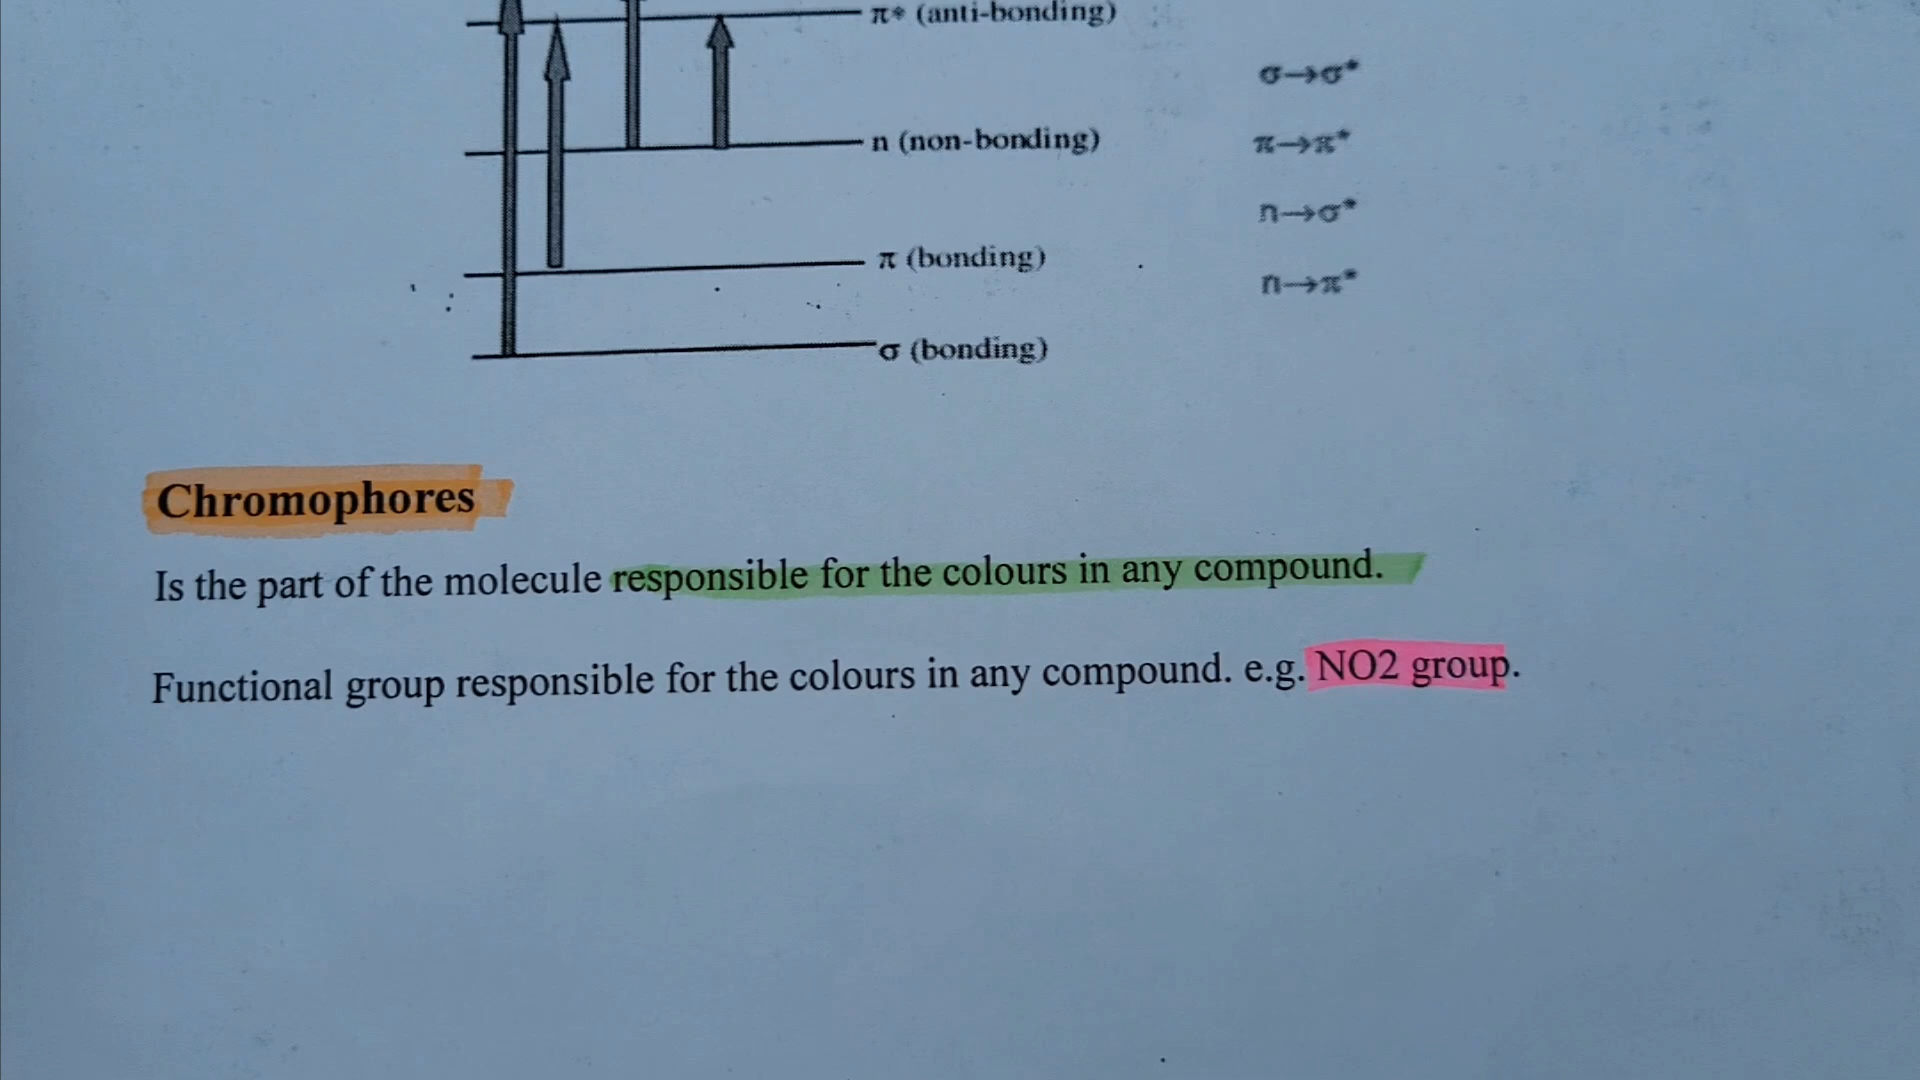 π* (anti-bonding)
σ→σ*
n (non-bonding)
π→π*
n→σ*
π (bonding)
n→π*
σ (bonding)
Chromophores
Is the part of the molecule responsible for the colours in any compound.
Functional group responsible for the colours in any compound. e.g. NO2 group.